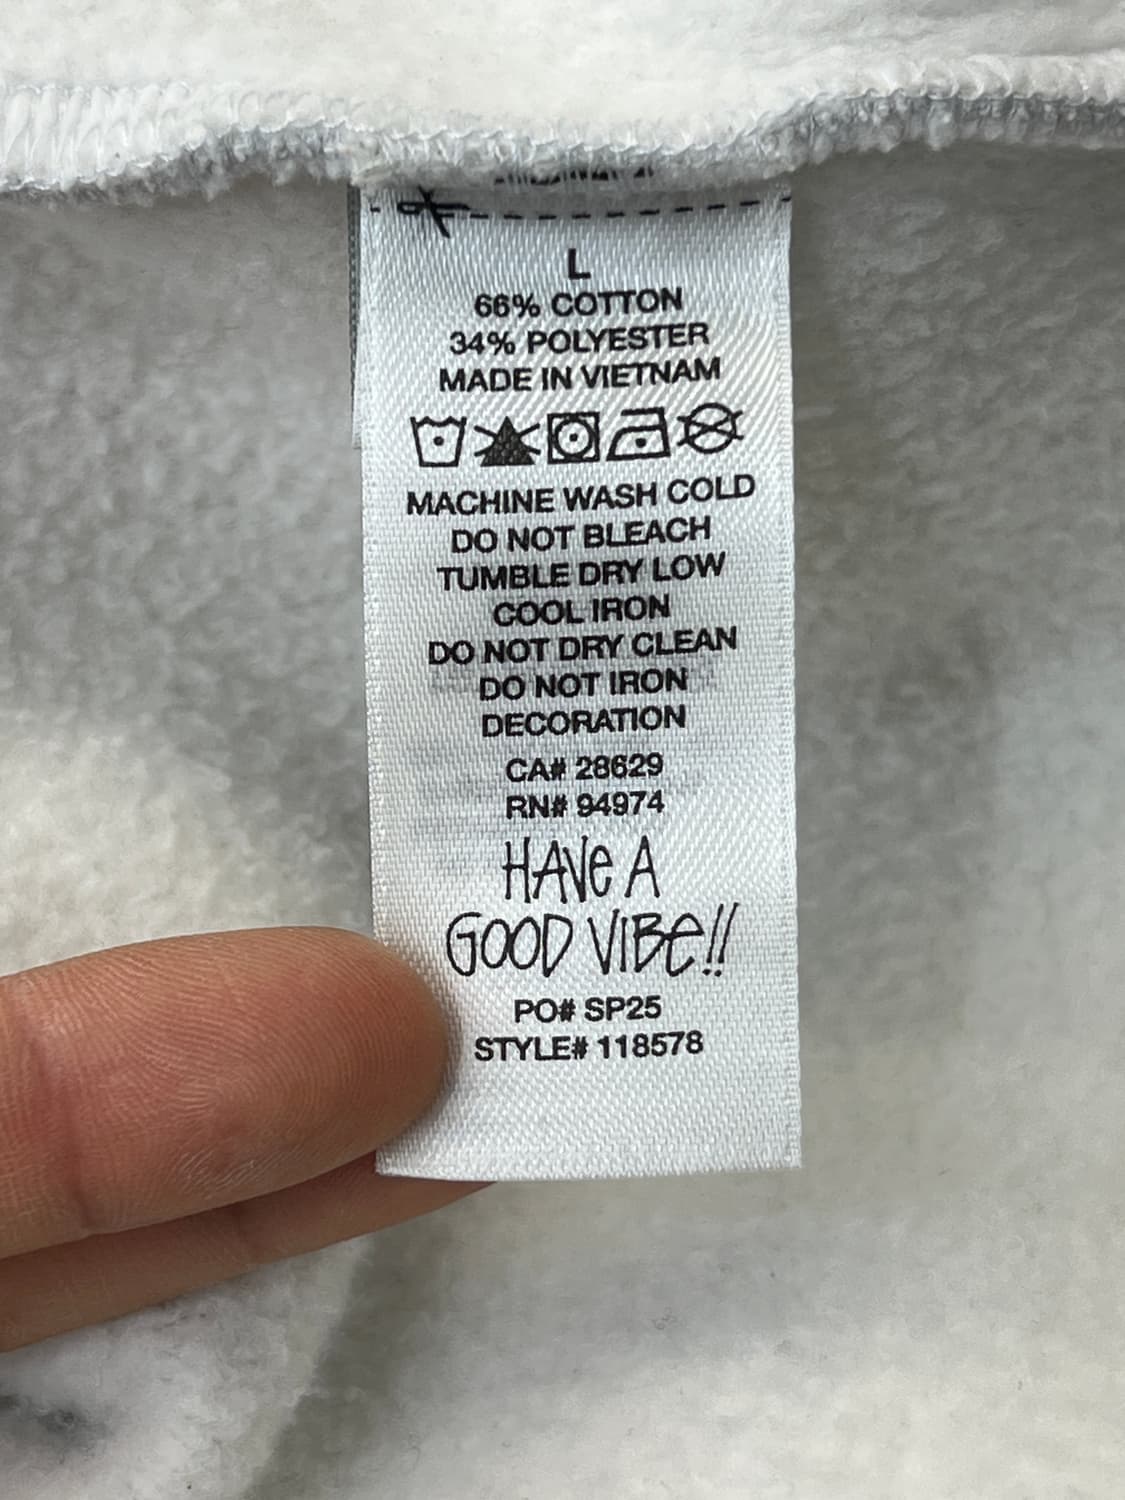 L
66% COTTON
34% POLYESTER
MADE IN VIETNAM
MACHINE WASH COLD
DO NOT BLEACH
TUMBLE DRY LOW
COOL IRON
DO NOT DRY CLEAN
DO NOT IRON
DECORATION
CA# 28629
RN# 94974
HAVe A
GOOD VIBe!!
PO# SP25
STYLE# 118578